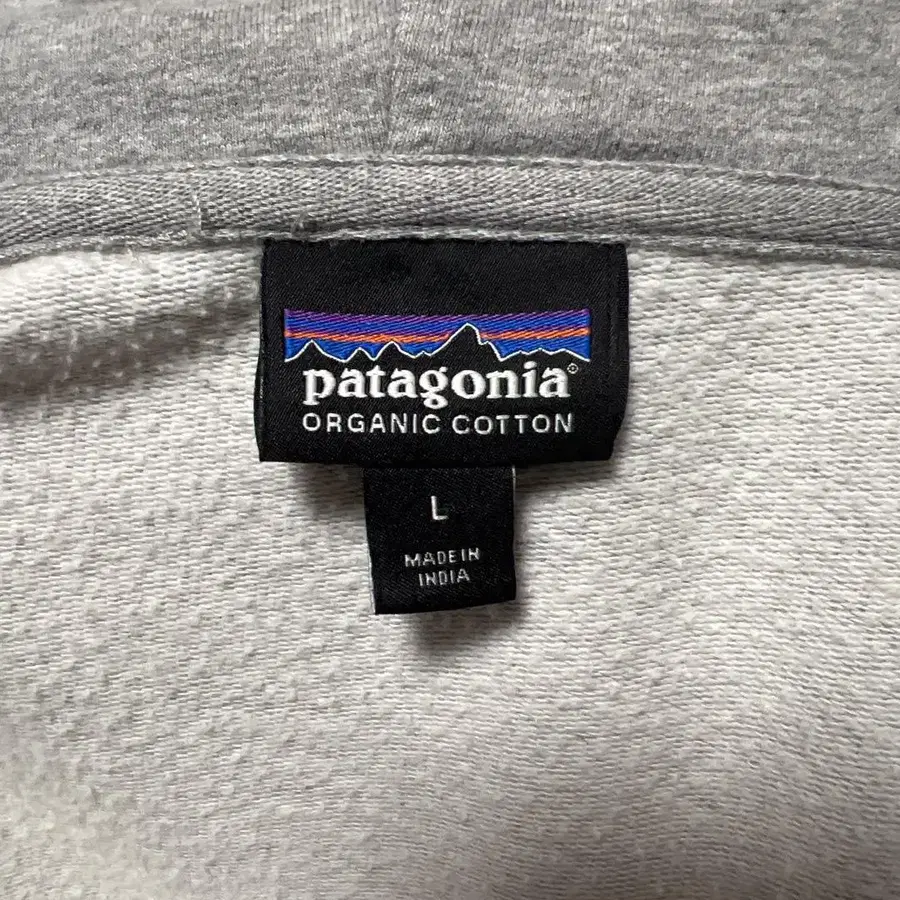 patagonia®
ORGANIC COTTON
L
MADE IN
INDIA